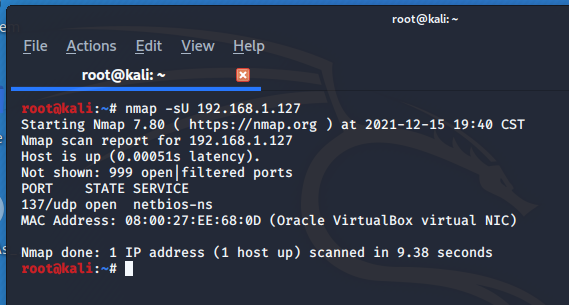 root@kali: ~
File Actions Edit View Help
root@kali: ~
root@kali:~# nmap -sU 192.168.1.127
Starting Nmap 7.80 ( https://nmap.org ) at 2021-12-15 19:40 CST
Nmap scan report for 192.168.1.127
Host is up (0.00051s latency).
Not shown: 999 open|filtered ports
PORT    STATE SERVICE
137/udp open  netbios-ns
MAC Address: 08:00:27:EE:68:0D (Oracle VirtualBox virtual NIC)
Nmap done: 1 IP address (1 host up) scanned in 9.38 seconds
root@kali:~#